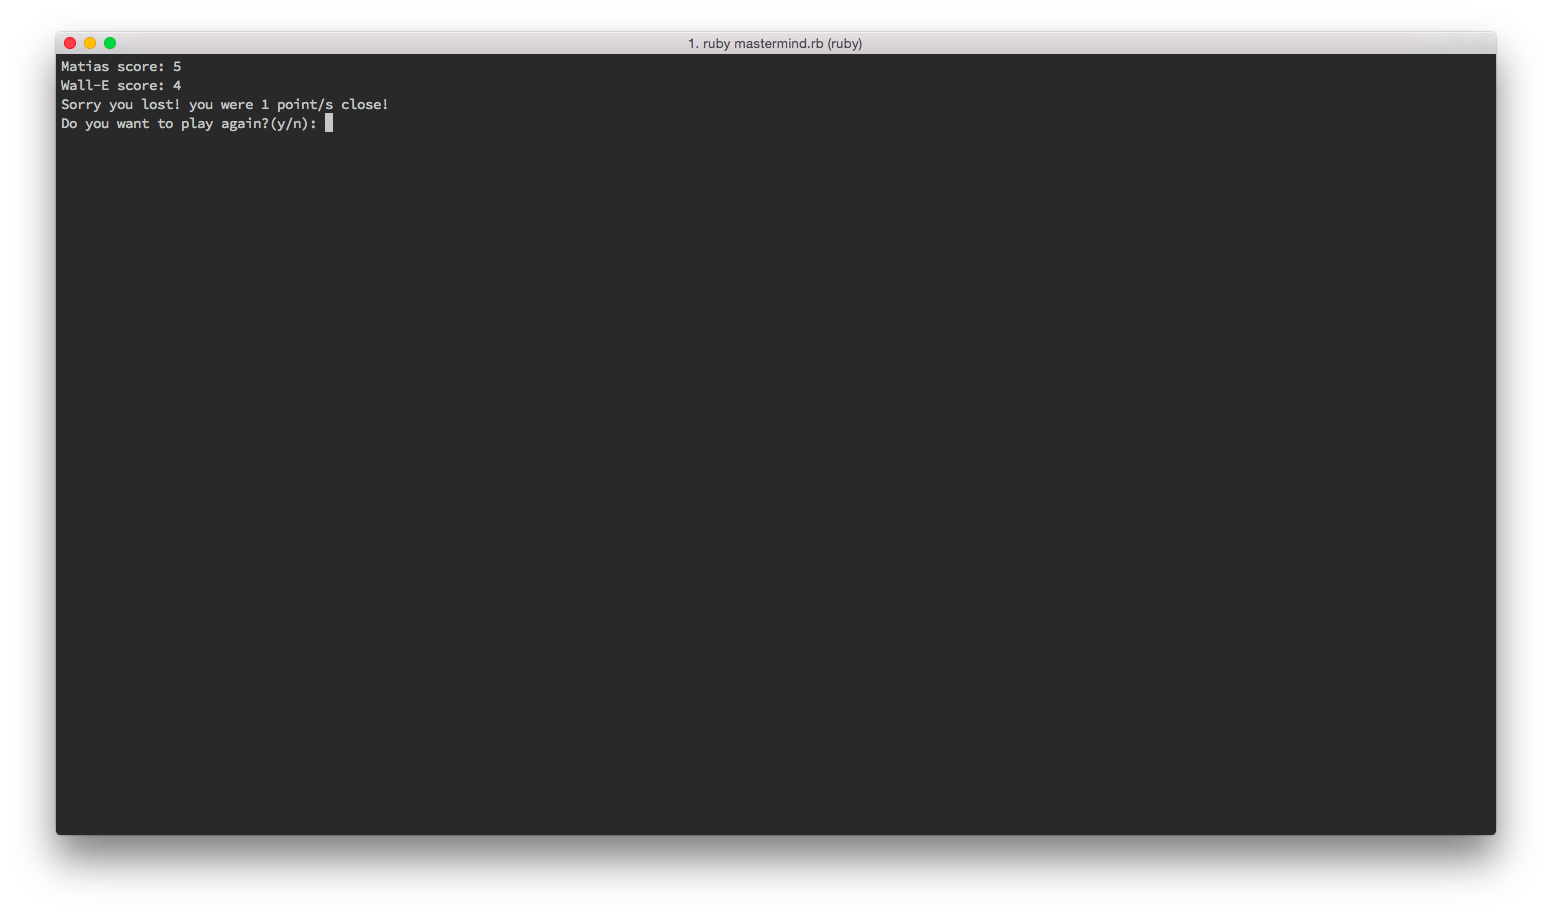 1. ruby mastermind.rb (ruby)
Matias score: 5
Wall-E score: 4
Sorry you lost! you were 1 point/s close!
Do you want to play again?(y/n):